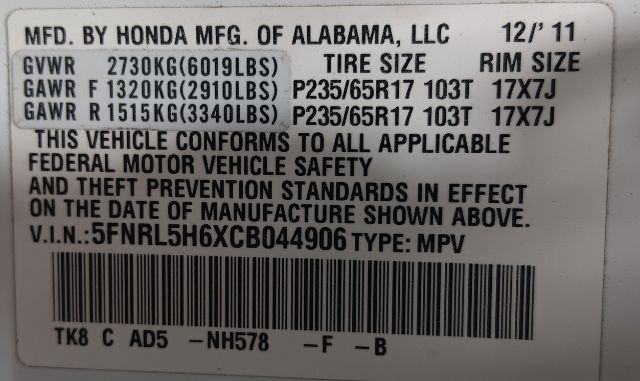 MFD. BY HONDA MFG. OF ALABAMA, LLC 12/'11
GVWR 2730KG(6019LBS) TIRE SIZE RIM SIZE
GAWR F 1320KG(2910LBS) P235/65R17 103T 17X7J
GAWR R 1515KG(3340LBS) P235/65R17 103T 17X7J
THIS VEHICLE CONFORMS TO ALL APPLICABLE
FEDERAL MOTOR VEHICLE SAFETY
AND THEFT PREVENTION STANDARDS IN EFFECT
ON THE DATE OF MANUFACTURE SHOWN ABOVE.
V.I.N.:5FNRL5H6XCB044906 TYPE: MPV
TK8 C AD5 -NH578 -F -B